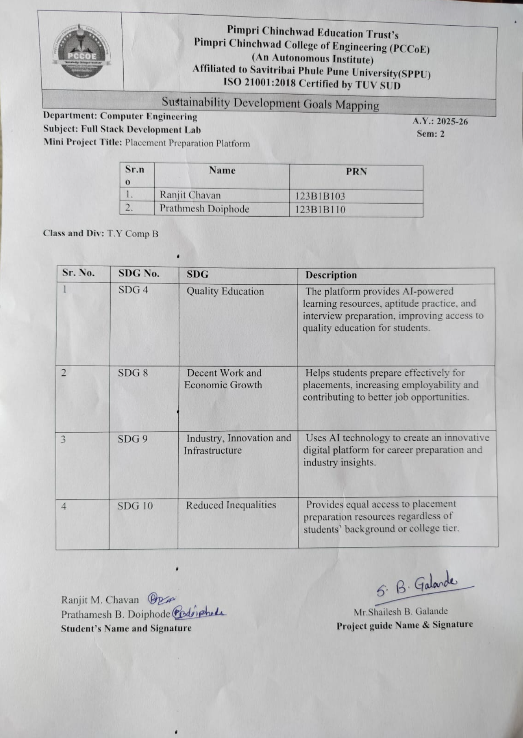 PCCOE
Pimpri Chinchwad Education Trust's
Pimpri Chinchwad College of Engineering (PCCoE)
(An Autonomous Institute)
Affiliated to Savitribai Phule Pune University(SPPU)
ISO 21001:2018 Certified by TUV SUD
Sustainability Development Goals Mapping
Department: Computer Engineering
A.Y.: 2025-26
Subject: Full Stack Development Lab
Sem: 2
Mini Project Title: Placement Preparation Platform
Sr.n
o
Name
PRN
1. Ranjit Chavan 123B1B103
2. Prathmesh Doiphode 123B1B110
Class and Div: T.Y Comp B
Sr. No. SDG No. SDG Description
1 SDG 4 Quality Education The platform provides AI-powered
learning resources, aptitude practice, and
interview preparation, improving access to
quality education for students.
2 SDG 8 Decent Work and Helps students prepare effectively for
Economic Growth placements, increasing employability and
contributing to better job opportunities.
3 SDG 9 Industry, Innovation and Uses AI technology to create an innovative
Infrastructure digital platform for career preparation and
industry insights.
4 SDG 10 Reduced Inequalities Provides equal access to placement
preparation resources regardless of
students' background or college tier.
S. B. Galande
Ranjit M. Chavan
Mr.Shailesh B. Galande
Prathamesh B. Doiphode
Student's Name and Signature
Project guide Name & Signature